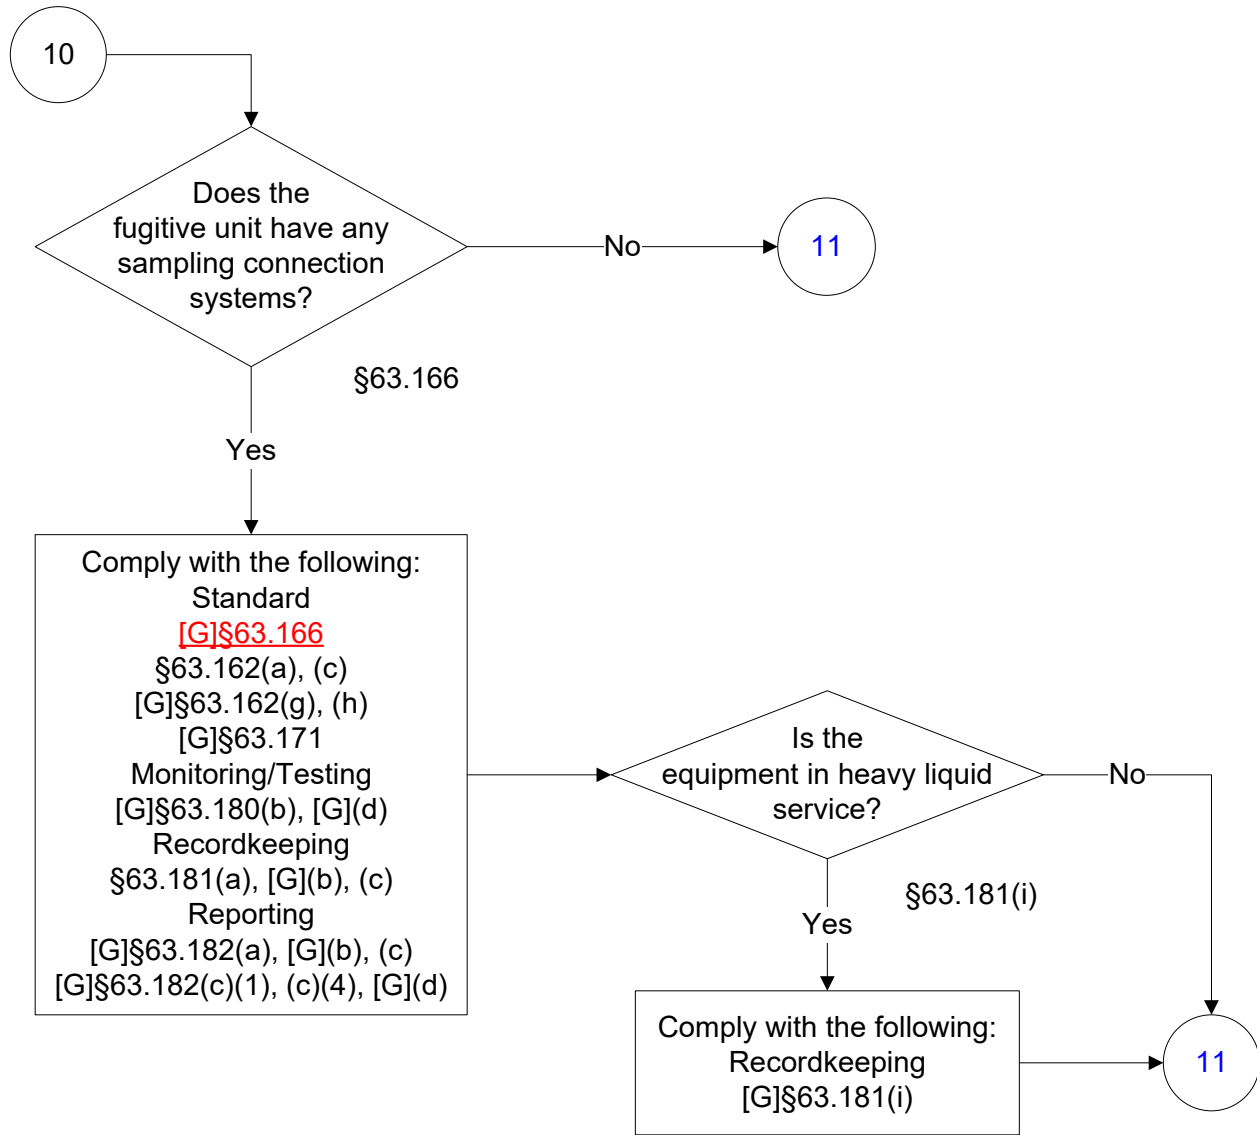 10
Does the
fugitive unit have any
sampling connection
systems?
No
11
§63.166
Yes
Comply with the following:
Standard
[G]§63.166
§63.162(a), (c)
[G]§63.162(g), (h)
[G]§63.171
Monitoring/Testing
[G]§63.180(b), [G](d)
Recordkeeping
§63.181(a), [G](b), (c)
Reporting
[G]§63.182(a), [G](b), (c)
[G]§63.182(c)(1), (c)(4), [G](d)
Is the
equipment in heavy liquid
service?
No
§63.181(i)
Yes
Comply with the following:
Recordkeeping
[G]§63.181(i)
11